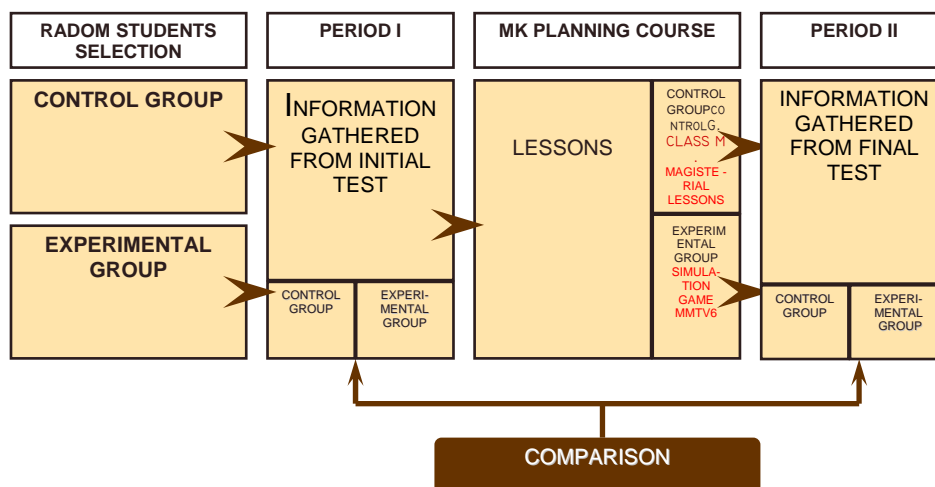 RADOM STUDENTS
SELECTION
PERIOD I
MK PLANNING COURSE
PERIOD II
CONTROL GROUP
EXPERIMENTAL
GROUP
INFORMATION
GATHERED
FROM INITIAL
TEST
CONTROL
GROUP
EXPERI-
MENTAL
GROUP
LESSONS
CONTROL
GROUPCO
NTROLG.
CLASS M
.
MAGISTE -
RIAL
LESSONS
EXPERIM
ENTAL
GROUP
SIMULA-
TION
GAME
MMTV6
INFORMATION
GATHERED
FROM FINAL
TEST
CONTROL
GROUP
EXPERI-
MENTAL
GROUP
COMPARISON